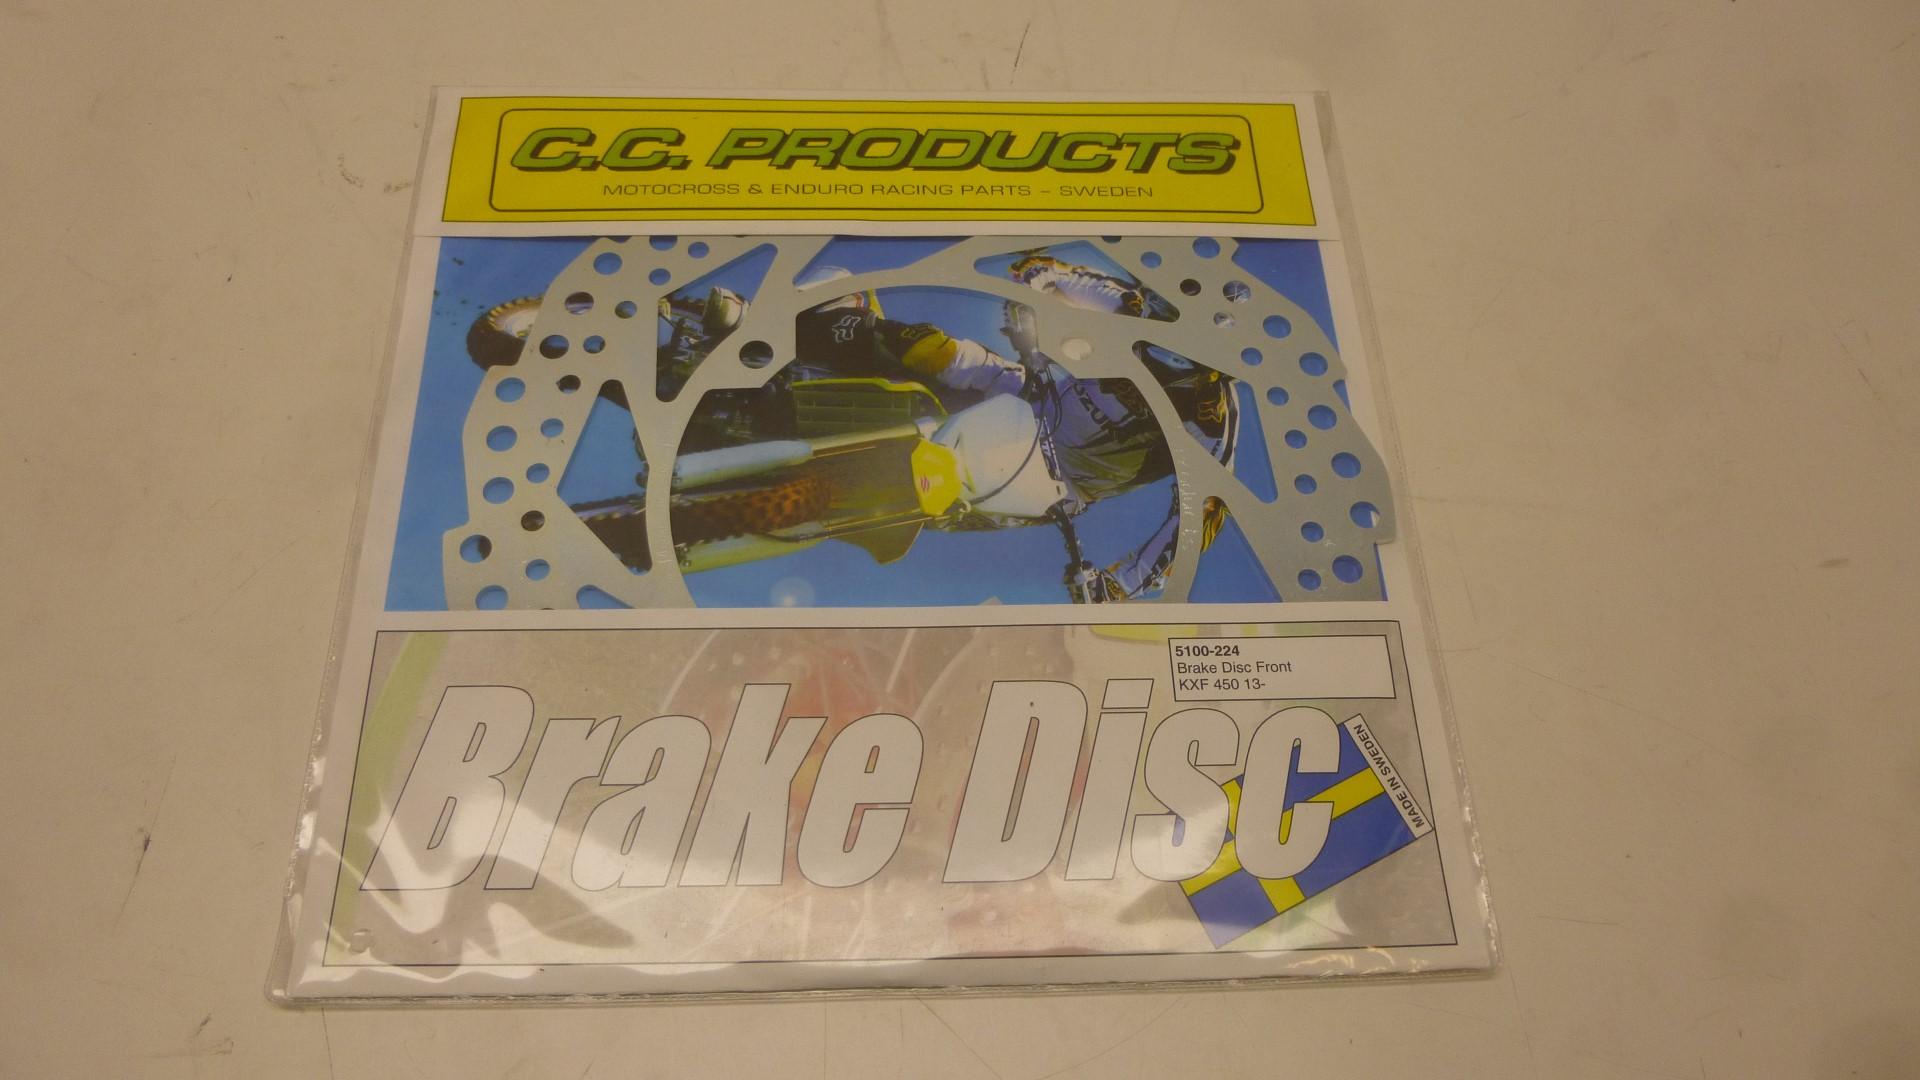 C.C. PRODUCTS
MOTOCROSS & ENDURO RACING PARTS - SWEDEN
5100-224
Brake Disc Front
KXF 450 13-
Brake Disc
MADE IN SWEDEN